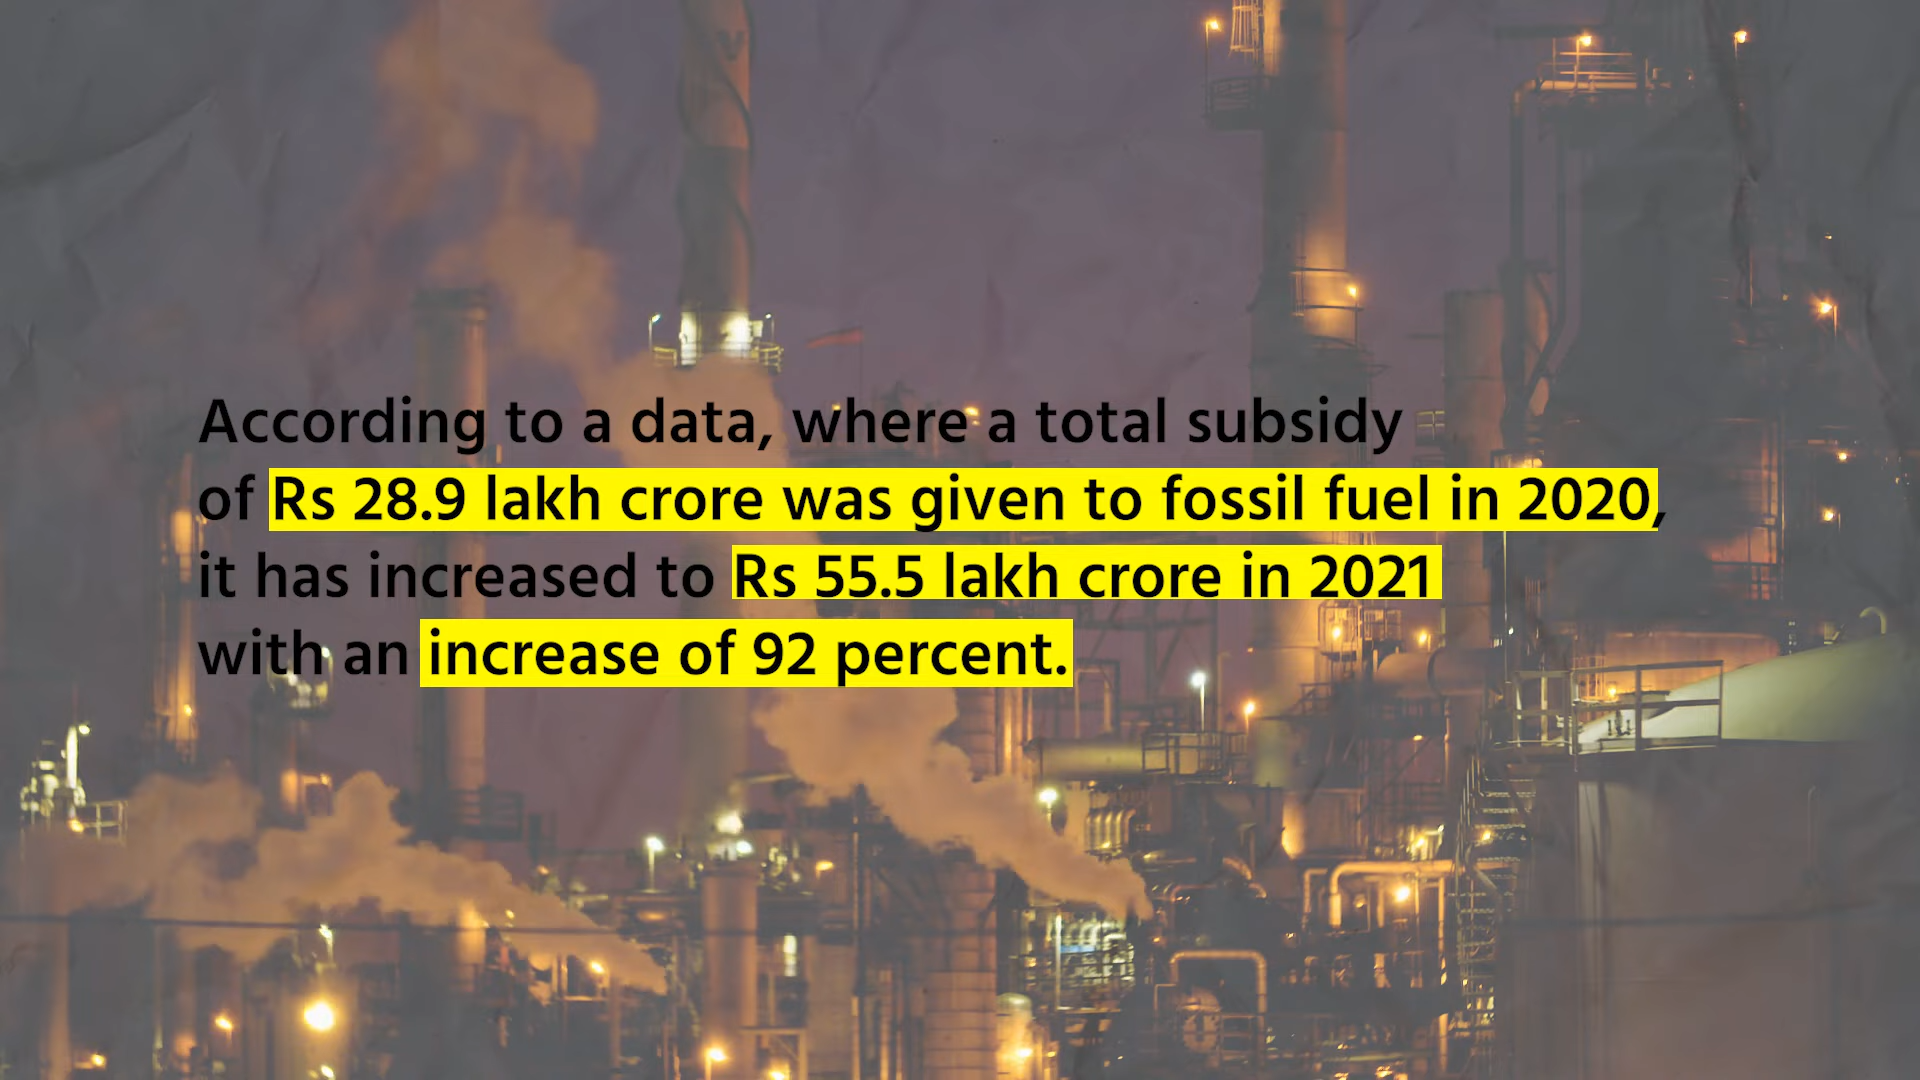 According to a data, where a total subsidy
of Rs 28.9 lakh crore was given to fossil fuel in 2020,
it has increased to Rs 55.5 lakh crore in 2021
with an increase of 92 percent.